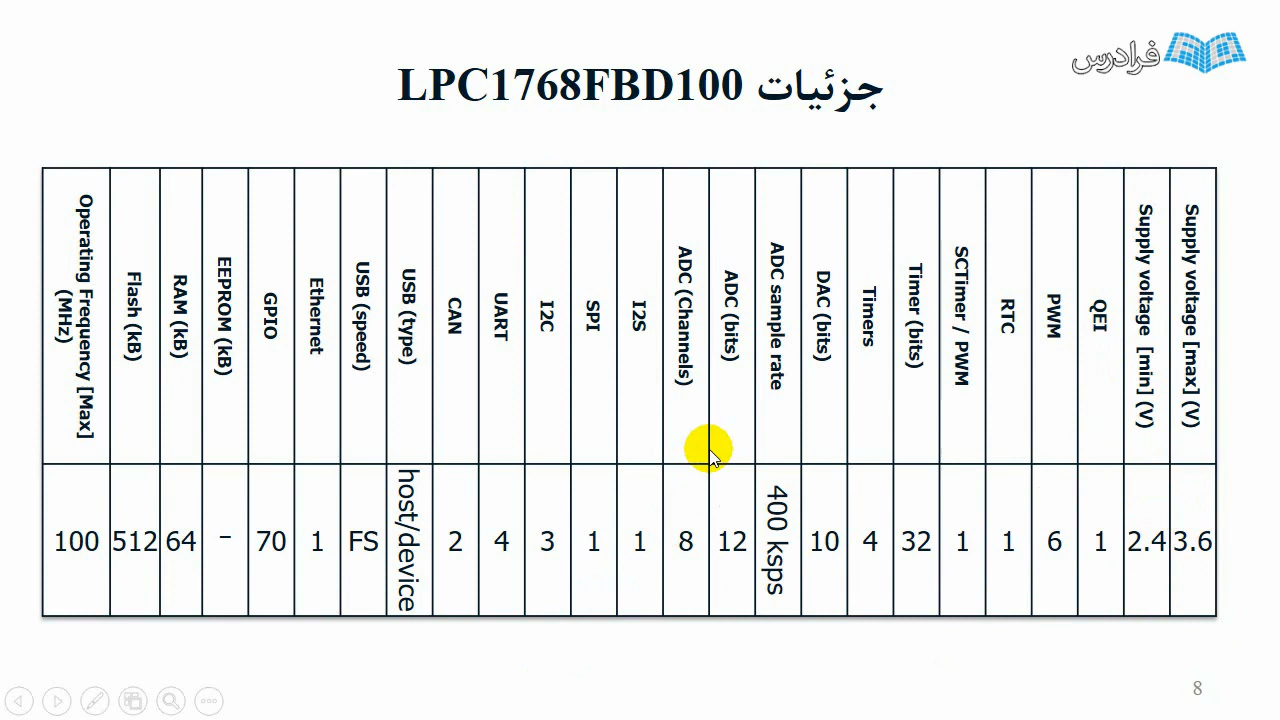 فرادرس
جزئیات LPC1768FBD100
Operating Frequency [Max] (MHz)
Flash (kB)
RAM (kB)
EEPROM (kB)
GPIO
Ethernet
USB (speed)
USB (type)
CAN
UART
I2C
SPI
I2S
ADC (Channels)
ADC (bits)
ADC sample rate
DAC (bits)
Timers
Timer (bits)
SCTimer / PWM
RTC
PWM
QEI
Supply voltage [min] (V)
Supply voltage [max] (V)
100
512
64
-
70
1
FS
host/device
2
4
3
1
1
8
12
400 ksps
10
4
32
1
1
6
1
2.4
3.6
8